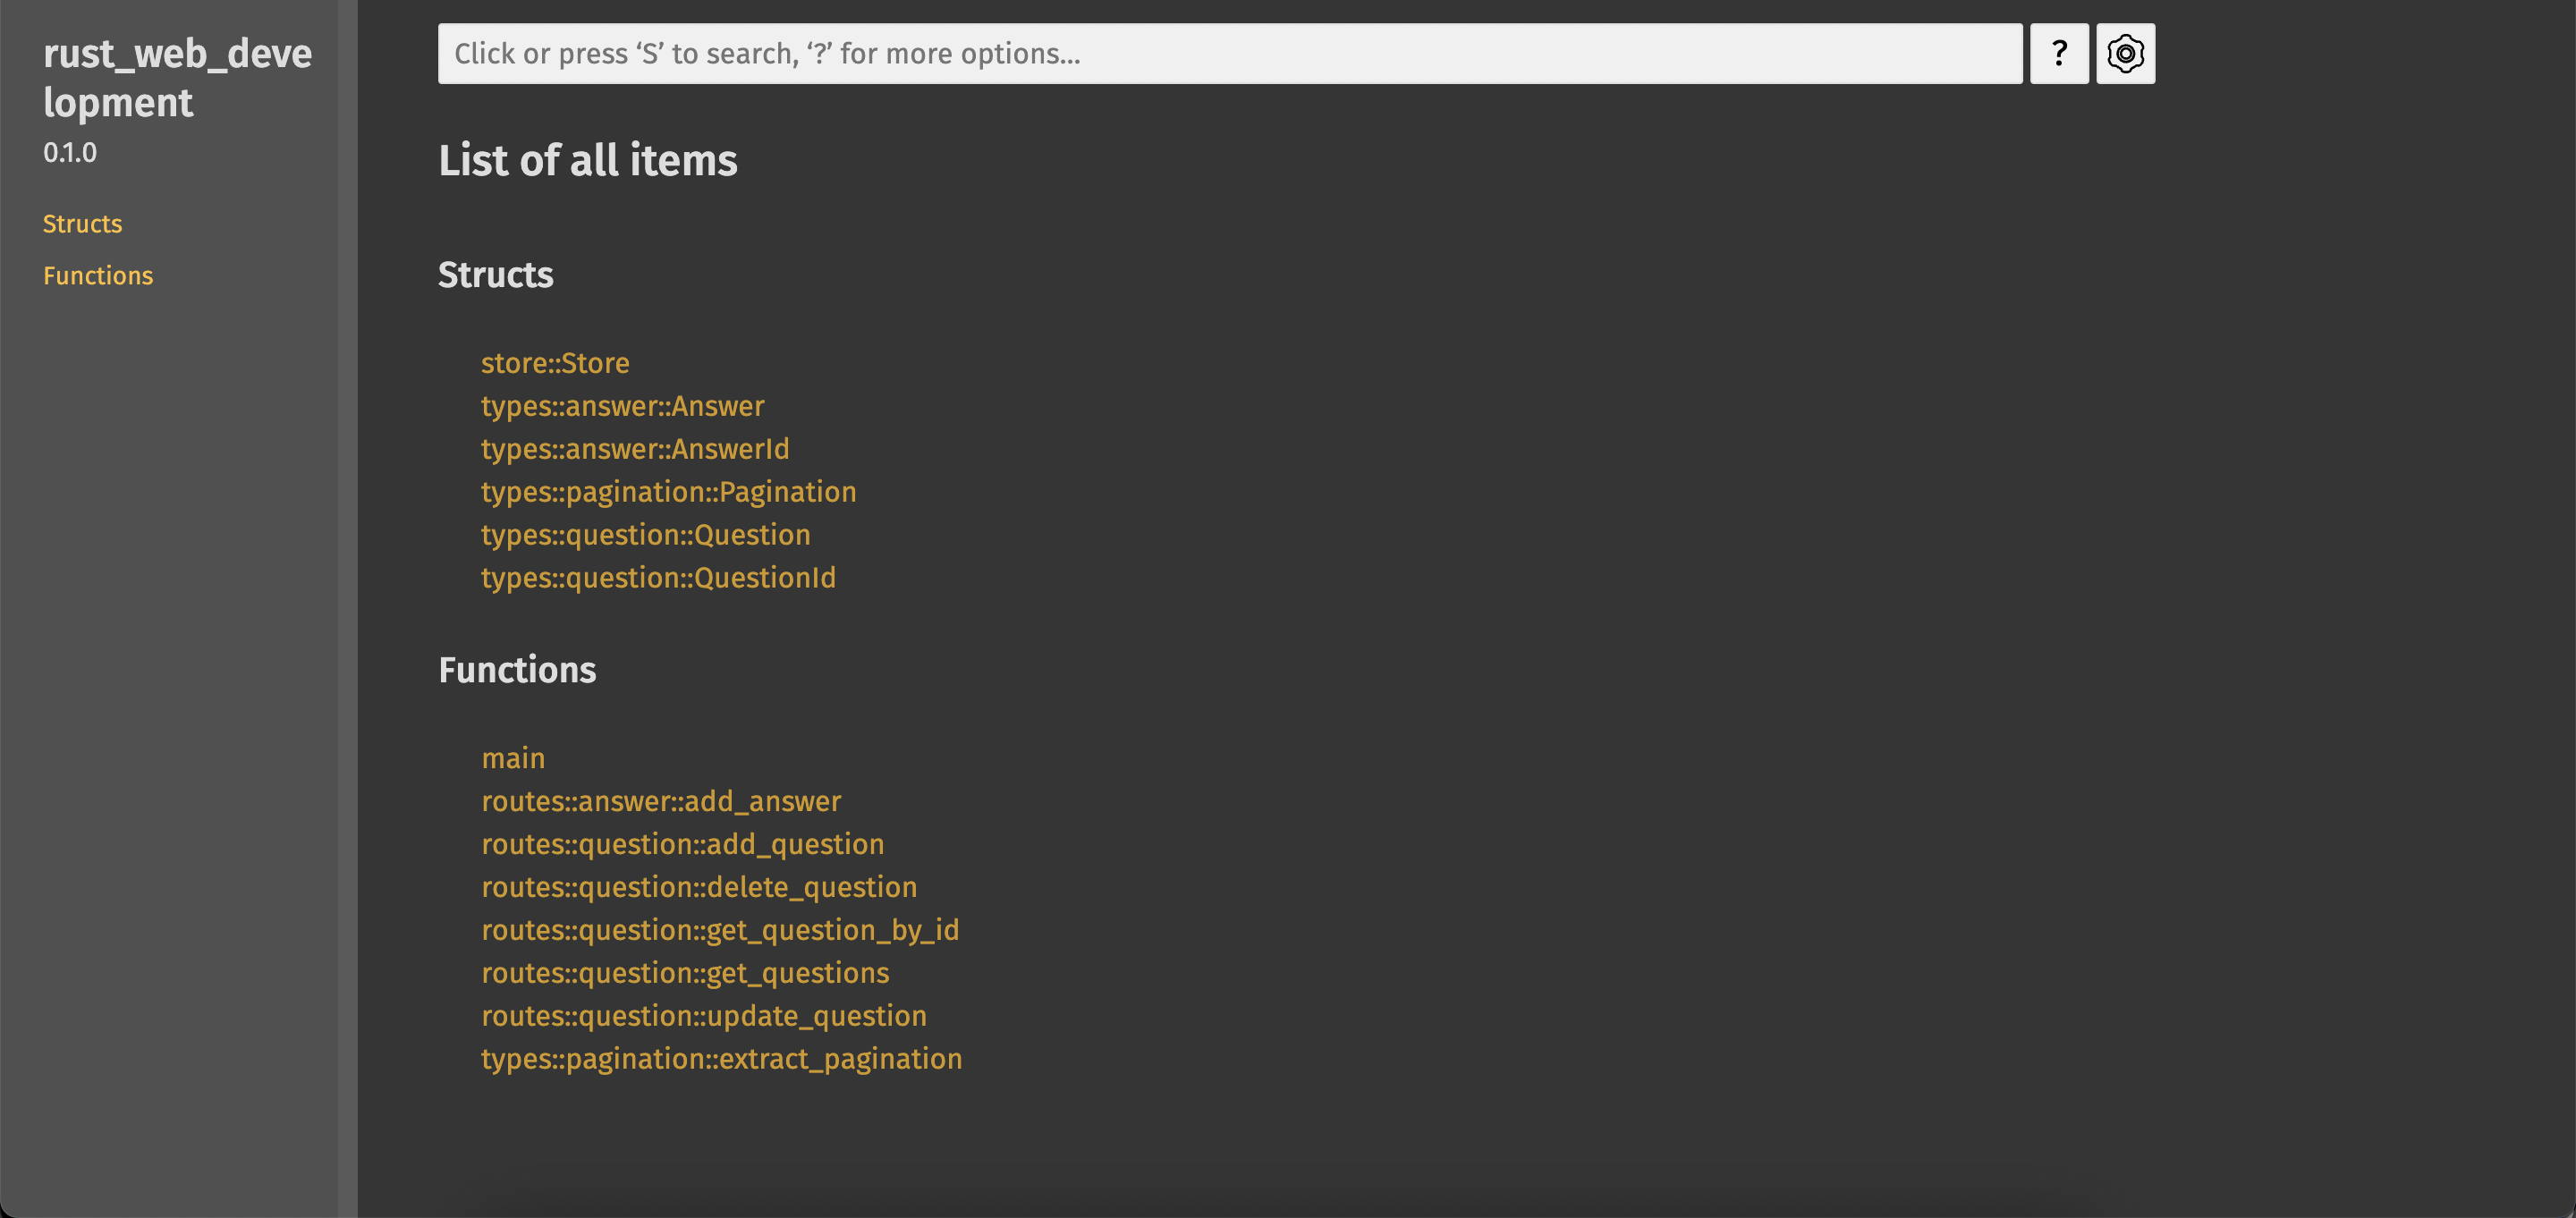 rust_web_deve
lopment
0.1.0
Structs
Functions
Click or press ‘S’ to search, ‘?’ for more options...
?
List of all items
Structs
store::Store
types::answer::Answer
types::answer::AnswerId
types::pagination::Pagination
types::question::Question
types::question::QuestionId
Functions
main
routes::answer::add_answer
routes::question::add_question
routes::question::delete_question
routes::question::get_question_by_id
routes::question::get_questions
routes::question::update_question
types::pagination::extract_pagination